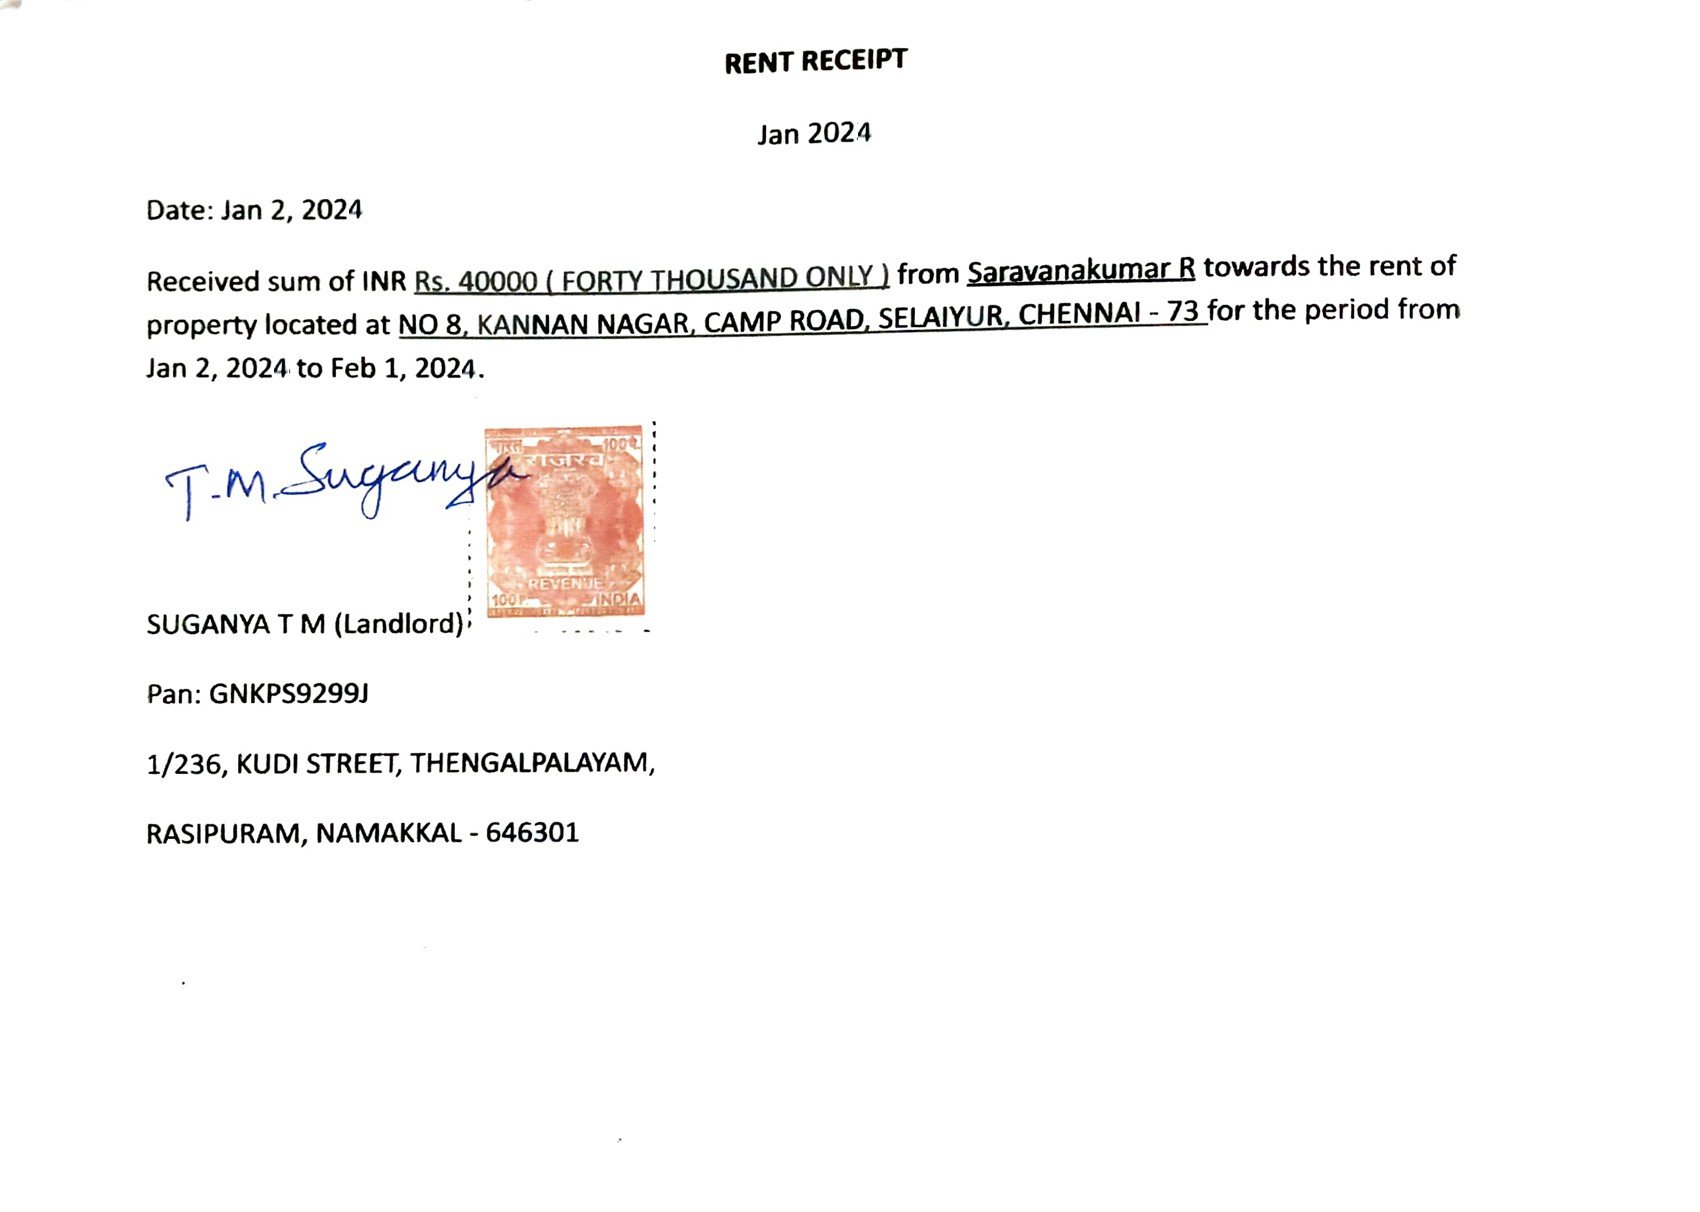 RENT RECEIPT
Jan 2024
Date: Jan 2, 2024
Received sum of INR Rs. 40000 ( FORTY THOUSAND ONLY ) from Saravanakumar R towards the rent of
property located at NO 8, KANNAN NAGAR, CAMP ROAD, SELAIYUR, CHENNAI - 73 for the period from
Jan 2, 2024 to Feb 1, 2024.
T.M.Suganya
भारत 100 पै.
राजस्व
REVENUE
100 P. INDIA
SUGANYA T M (Landlord)
Pan: GNKPS9299J
1/236, KUDI STREET, THENGALPALAYAM,
RASIPURAM, NAMAKKAL - 646301